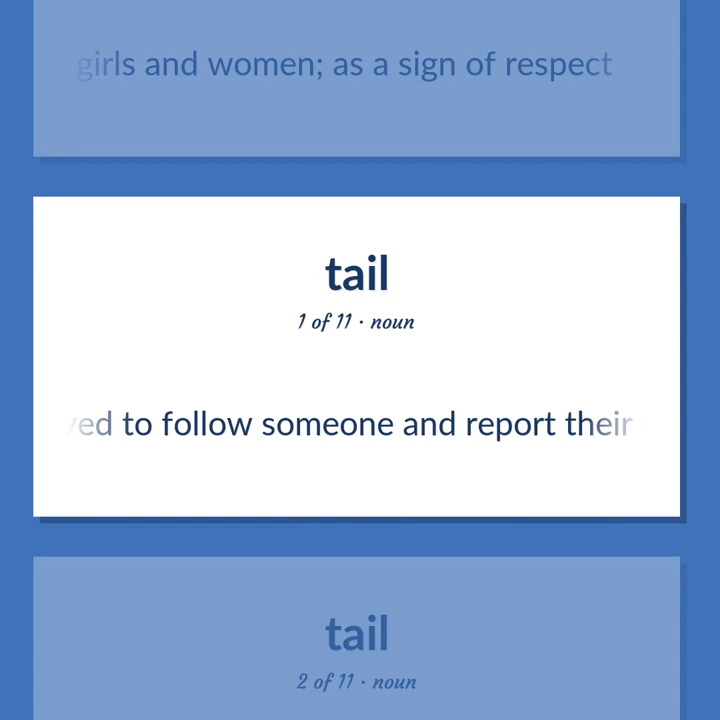 girls and women; as a sign of respect
tail
1 of 11 · noun
to follow someone and report their
tail
2 of 11 · noun